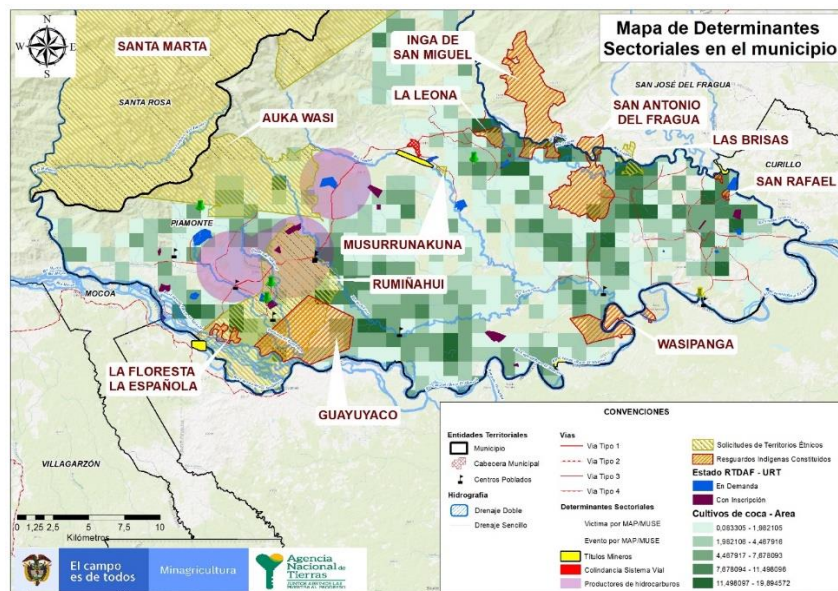 Mapa de Determinantes
Sectoriales en el municipio
N
W
E
S
SANTA MARTA
SANTA ROSA
AUKA WASI
INGA DE
SAN MIGUEL
LA LEONA
SAN JOSÉ DEL FRAGUA
SAN ANTONIO
DEL FRAGUA
LAS BRISAS
CURILLO
SAN RAFAEL
PIAMONTE
MUSURRUNAKUNA
RUMIÑAHUI
MOCOA
WASIPANGA
LA FLORESTA
LA ESPAÑOLA
GUAYUYACO
VILLAGARZÓN
0 1,25 2,5 5 7,5 10
Kilómetros
CONVENCIONES
Entidades Territoriales
Municipio
Cabecera Municipal
Centros Poblados
Hidrografía
Drenaje Doble
Drenaje Sencillo
Vias
Via Tipo 1
Via Tipo 2
Via Tipo 3
Via Tipo 4
Determinantes Sectoriales
Victima por MAP/MUSE
Evento por MAP/MUSE
Titulos Mineros
Colindancia Sistema Vial
Productores de hidrocarburos
Solicitudes de Territorios Étnicos
Resguardos Indigenas Constituidos
Estado RTDAF - URT
En Demanda
Con Inscripción
Cultivos de coca - Area
0,083305 - 1,982105
1,982106 - 4,467916
4,467917 - 7,678093
7,678094 - 11,498096
11,498097 - 19,894572
El campo
es de todos
Minagricultura
Agencia
Nacional de
Tierras